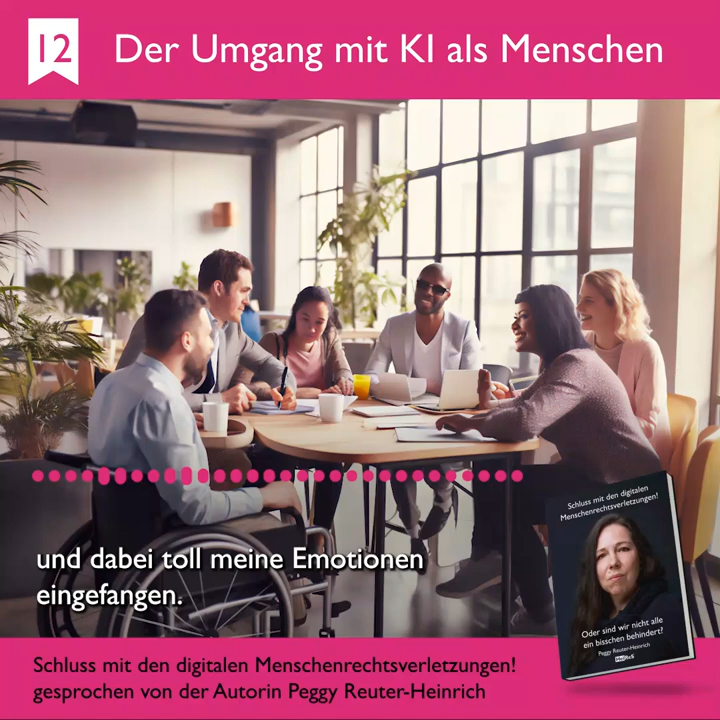 12
Der Umgang mit KI als Menschen
Schluss mit den digitalen
Menschenrechtsverletzungen!
Oder sind wir nicht alle
ein bisschen behindert?
Peggy Reuter-Heinrich
und dabei toll meine Emotionen
eingefangen.
Schluss mit den digitalen Menschenrechtsverletzungen!
gesprochen von der Autorin Peggy Reuter-Heinrich